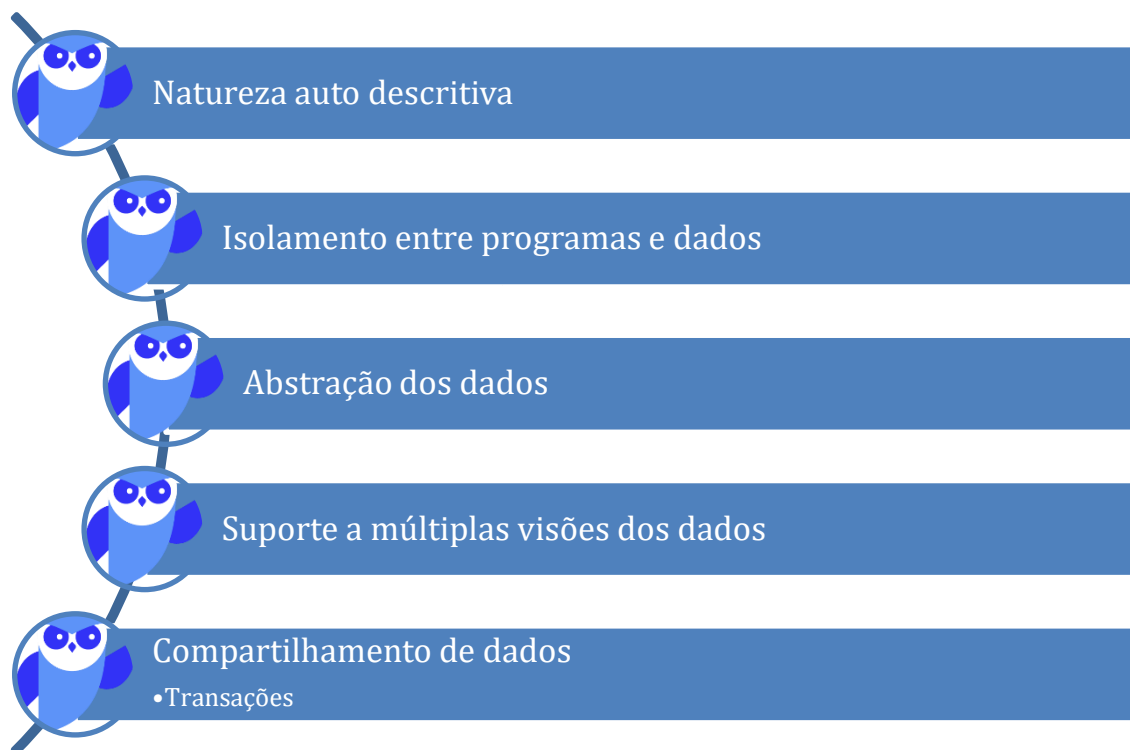 Natureza auto descritiva
Isolamento entre programas e dados
Abstração dos dados
Suporte a múltiplas visões dos dados
Compartilhamento de dados
•Transações